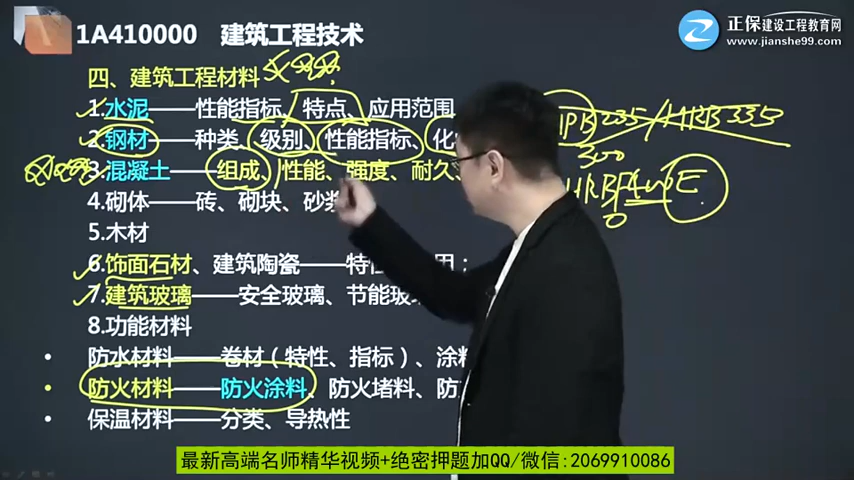 1A410000 建筑工程技术
正保建设工程教育网
www.jianshe99.com
四、建筑工程材料
1.水泥——性能指标、特点、应用范围
2.钢材——种类、级别、性能指标、化
3.混凝土——组成、性能、强度、耐久
4.砌体——砖、砌块、砂浆
5.木材
6.饰面石材、建筑陶瓷——特性 用；
7.建筑玻璃——安全玻璃、节能玻璃
8.功能材料
• 防水材料——卷材（特性、指标）、涂料
• 防火材料——防火涂料、防火堵料、防
• 保温材料——分类、导热性
HPB235/HRB335
300
HRBF400E
最新高端名师精华视频+绝密押题加QQ/微信:2069910086